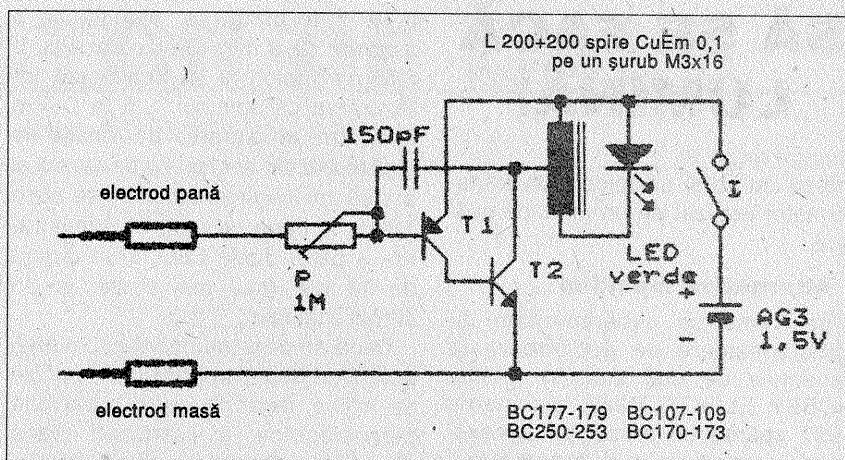 L 200+200 spire CuEm 0,1
pe un şurub M3x16
150pF
electrod pană
T1
I
P
1M
T2
LED
verde
+
AG3
1,5V
-
electrod masă
BC177-179 BC107-109
BC250-253 BC170-173